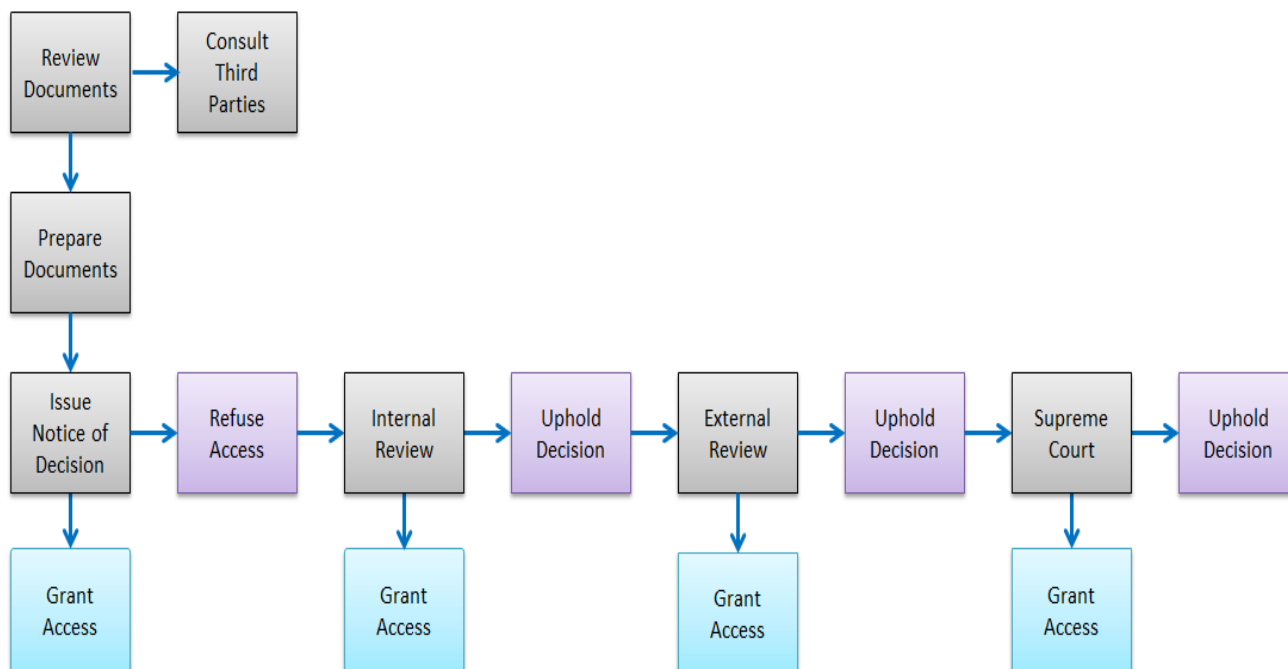 Review
Documents
Consult
Third
Parties
Prepare
Documents
Issue
Notice of
Decision
Refuse
Access
Internal
Review
Uphold
Decision
External
Review
Uphold
Decision
Supreme
Court
Uphold
Decision
Grant
Access
Grant
Access
Grant
Access
Grant
Access